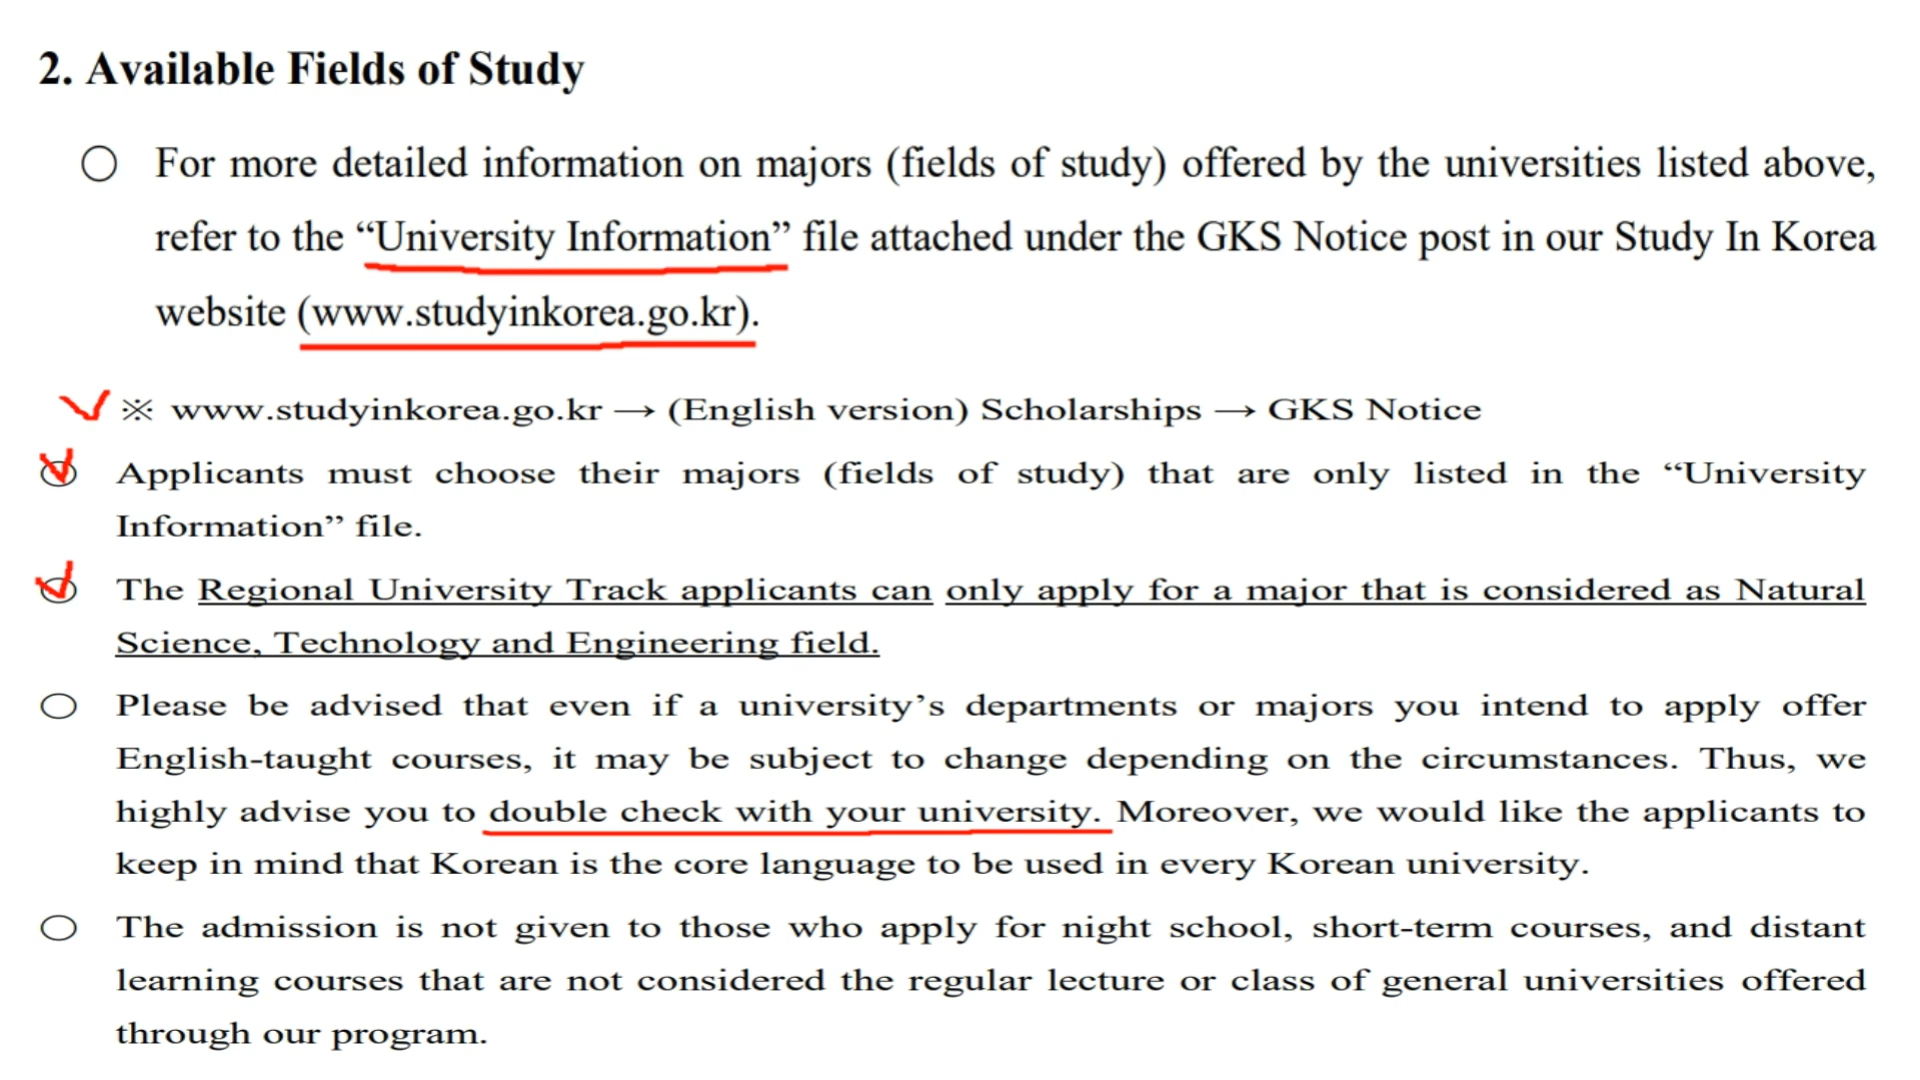 2. Available Fields of Study
○ For more detailed information on majors (fields of study) offered by the universities listed above,
refer to the “University Information” file attached under the GKS Notice post in our Study In Korea
website (www.studyinkorea.go.kr).
※ www.studyinkorea.go.kr → (English version) Scholarships → GKS Notice
○ Applicants must choose their majors (fields of study) that are only listed in the “University
Information” file.
○ The Regional University Track applicants can only apply for a major that is considered as Natural
Science, Technology and Engineering field.
○ Please be advised that even if a university’s departments or majors you intend to apply offer
English-taught courses, it may be subject to change depending on the circumstances. Thus, we
highly advise you to double check with your university. Moreover, we would like the applicants to
keep in mind that Korean is the core language to be used in every Korean university.
○ The admission is not given to those who apply for night school, short-term courses, and distant
learning courses that are not considered the regular lecture or class of general universities offered
through our program.